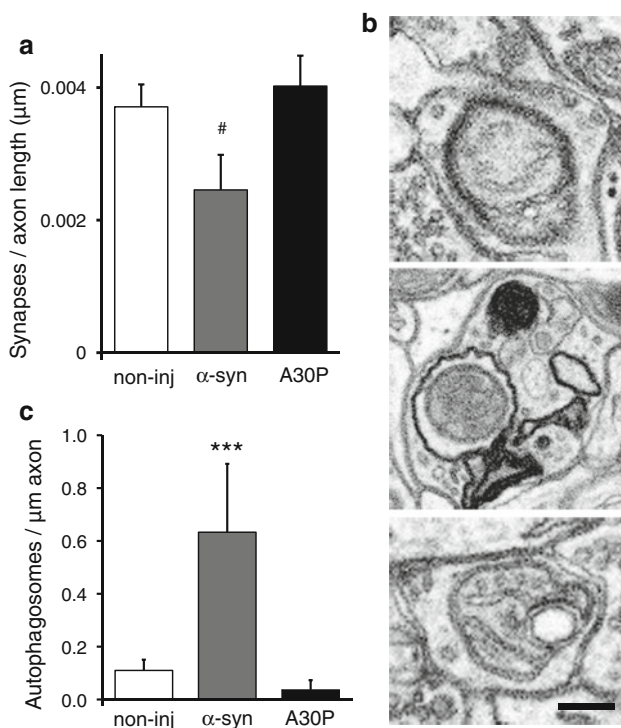 a
Synapses / axon length (µm)
0.004
0.002
0
#
non-inj
α-syn
A30P
b
c
Autophagosomes / µm axon
1.0
0.8
0.6
0.4
0.2
0.0
***
non-inj
α-syn
A30P